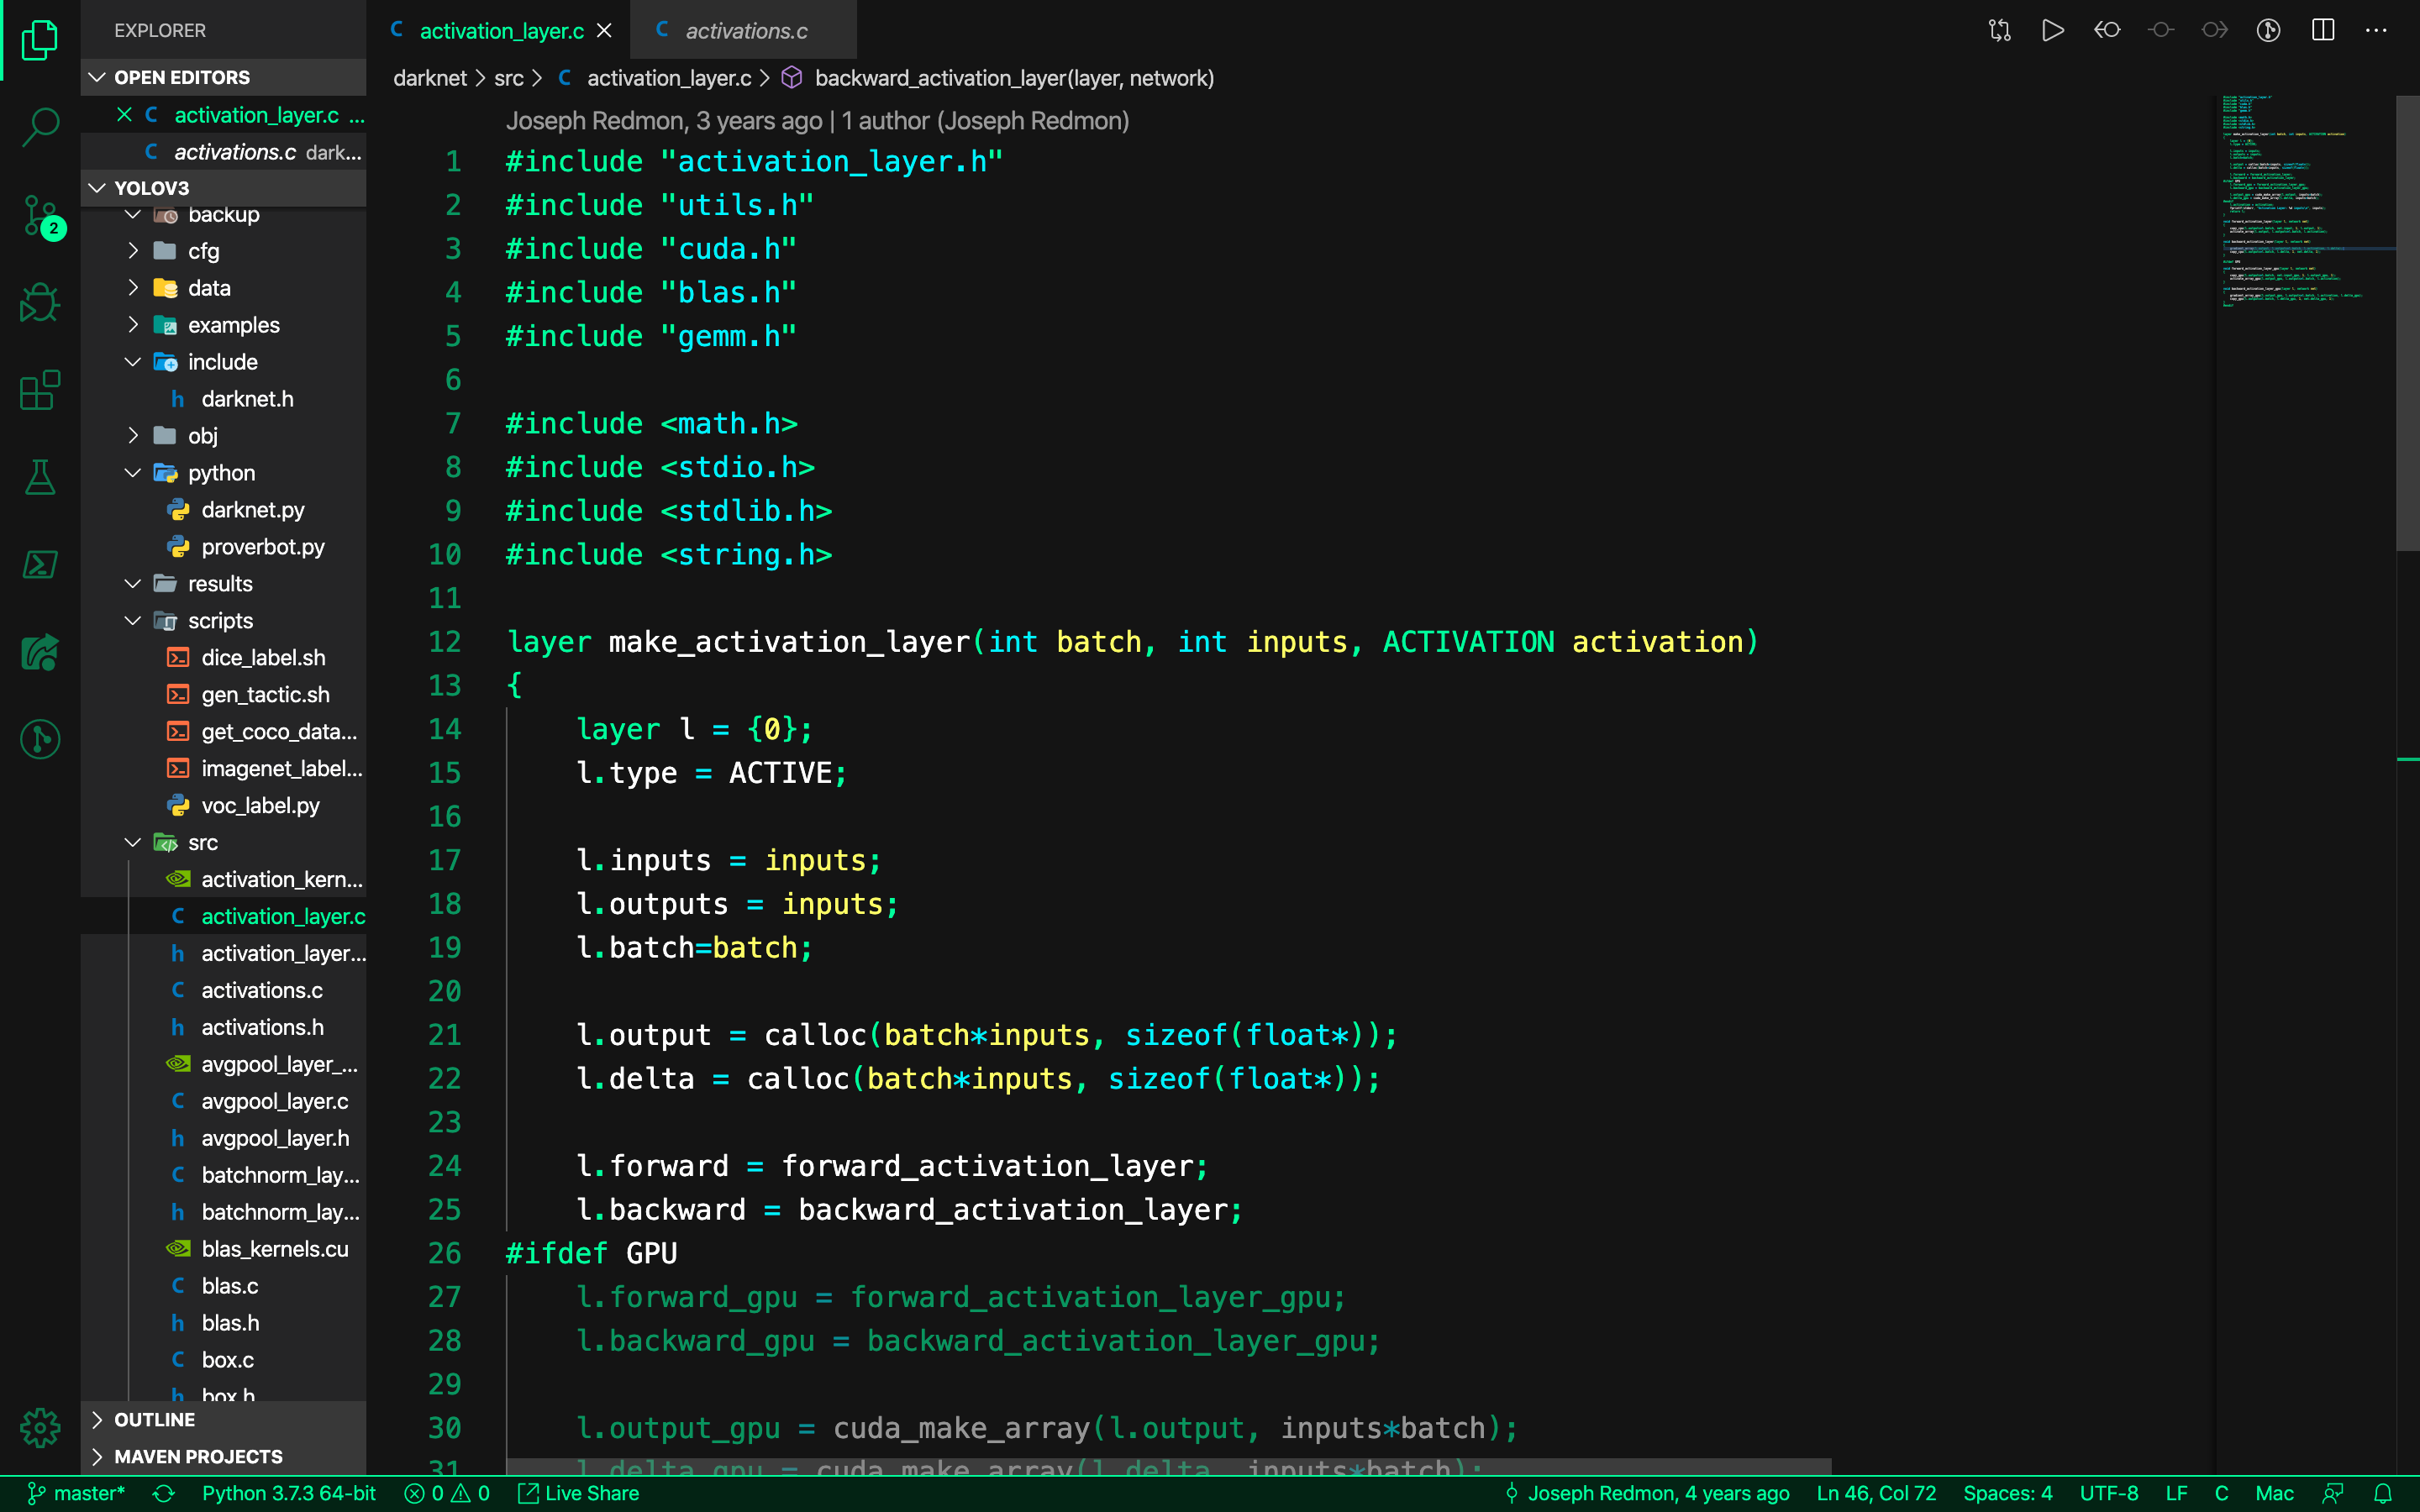 EXPLORER
OPEN EDITORS
activation_layer.c ...
activations.c dark...
YOLOV3
backup
cfg
data
examples
include
darknet.h
obj
python
darknet.py
proverbot.py
results
scripts
dice_label.sh
gen_tactic.sh
get_coco_data...
imagenet_label...
voc_label.py
src
activation_kern...
activation_layer.c
activation_layer...
activations.c
activations.h
avgpool_layer_...
avgpool_layer.c
avgpool_layer.h
batchnorm_lay...
batchnorm_lay...
blas_kernels.cu
blas.c
blas.h
box.c
box.h
OUTLINE
MAVEN PROJECTS
2
activation_layer.c
activations.c
darknet > src > C activation_layer.c > backward_activation_layer(layer, network)
Joseph Redmon, 3 years ago | 1 author (Joseph Redmon)
1 #include "activation_layer.h"
2 #include "utils.h"
3 #include "cuda.h"
4 #include "blas.h"
5 #include "gemm.h"
6
7 #include <math.h>
8 #include <stdio.h>
9 #include <stdlib.h>
10 #include <string.h>
11
12 layer make_activation_layer(int batch, int inputs, ACTIVATION activation)
13 {
14 layer l = {0};
15 l.type = ACTIVE;
16
17 l.inputs = inputs;
18 l.outputs = inputs;
19 l.batch=batch;
20
21 l.output = calloc(batch*inputs, sizeof(float*));
22 l.delta = calloc(batch*inputs, sizeof(float*));
23
24 l.forward = forward_activation_layer;
25 l.backward = backward_activation_layer;
26 #ifdef GPU
27 l.forward_gpu = forward_activation_layer_gpu;
28 l.backward_gpu = backward_activation_layer_gpu;
29
30 l.output_gpu = cuda_make_array(l.output, inputs*batch);
31 l.delta_gpu = cuda_make_array(l.delta, inputs*batch);
master* Python 3.7.3 64-bit 0 0 Live Share Joseph Redmon, 4 years ago Ln 46, Col 72 Spaces: 4 UTF-8 LF C Mac